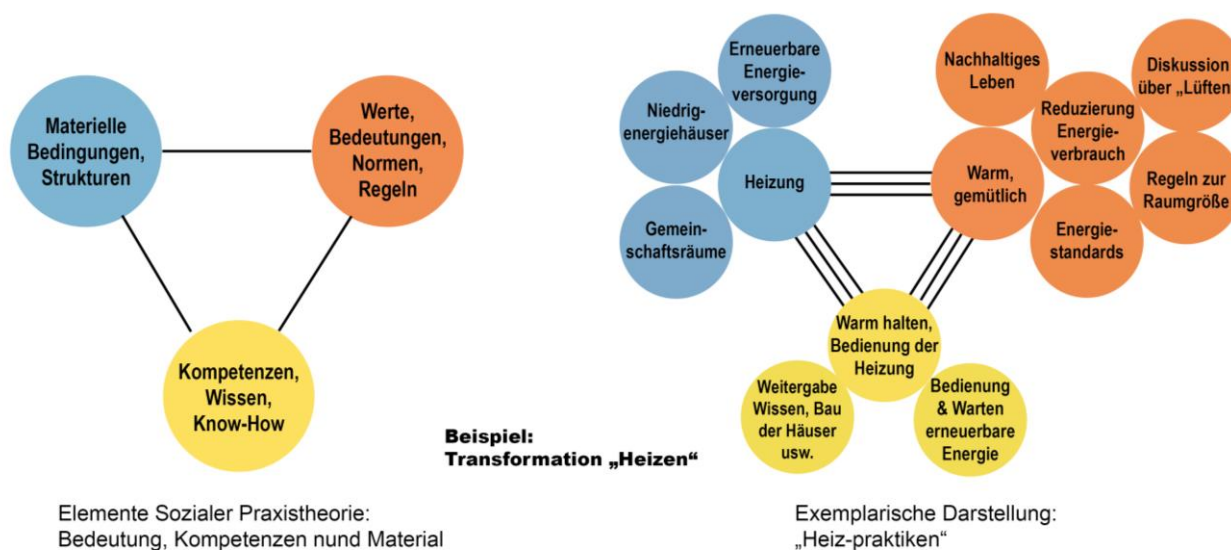 Materielle
Bedingungen,
Strukturen
Werte,
Bedeutungen,
Normen,
Regeln
Kompetenzen,
Wissen,
Know-How
Elemente Sozialer Praxistheorie:
Bedeutung, Kompetenzen nund Material
Beispiel:
Transformation „Heizen“
Erneuerbare
Energie-
versorgung
Niedrig-
energiehäuser
Heizung
Gemein-
schaftsräume
Nachhaltiges
Leben
Diskussion
über „Lüften
Reduzierung
Energie-
verbrauch
Warm,
gemütlich
Regeln zur
Raumgröße
Energie-
standards
Warm halten,
Bedienung der
Heizung
Weitergabe
Wissen, Bau
der Häuser
usw.
Bedienung
& Warten
erneuerbare
Energie
Exemplarische Darstellung:
„Heiz-praktiken“